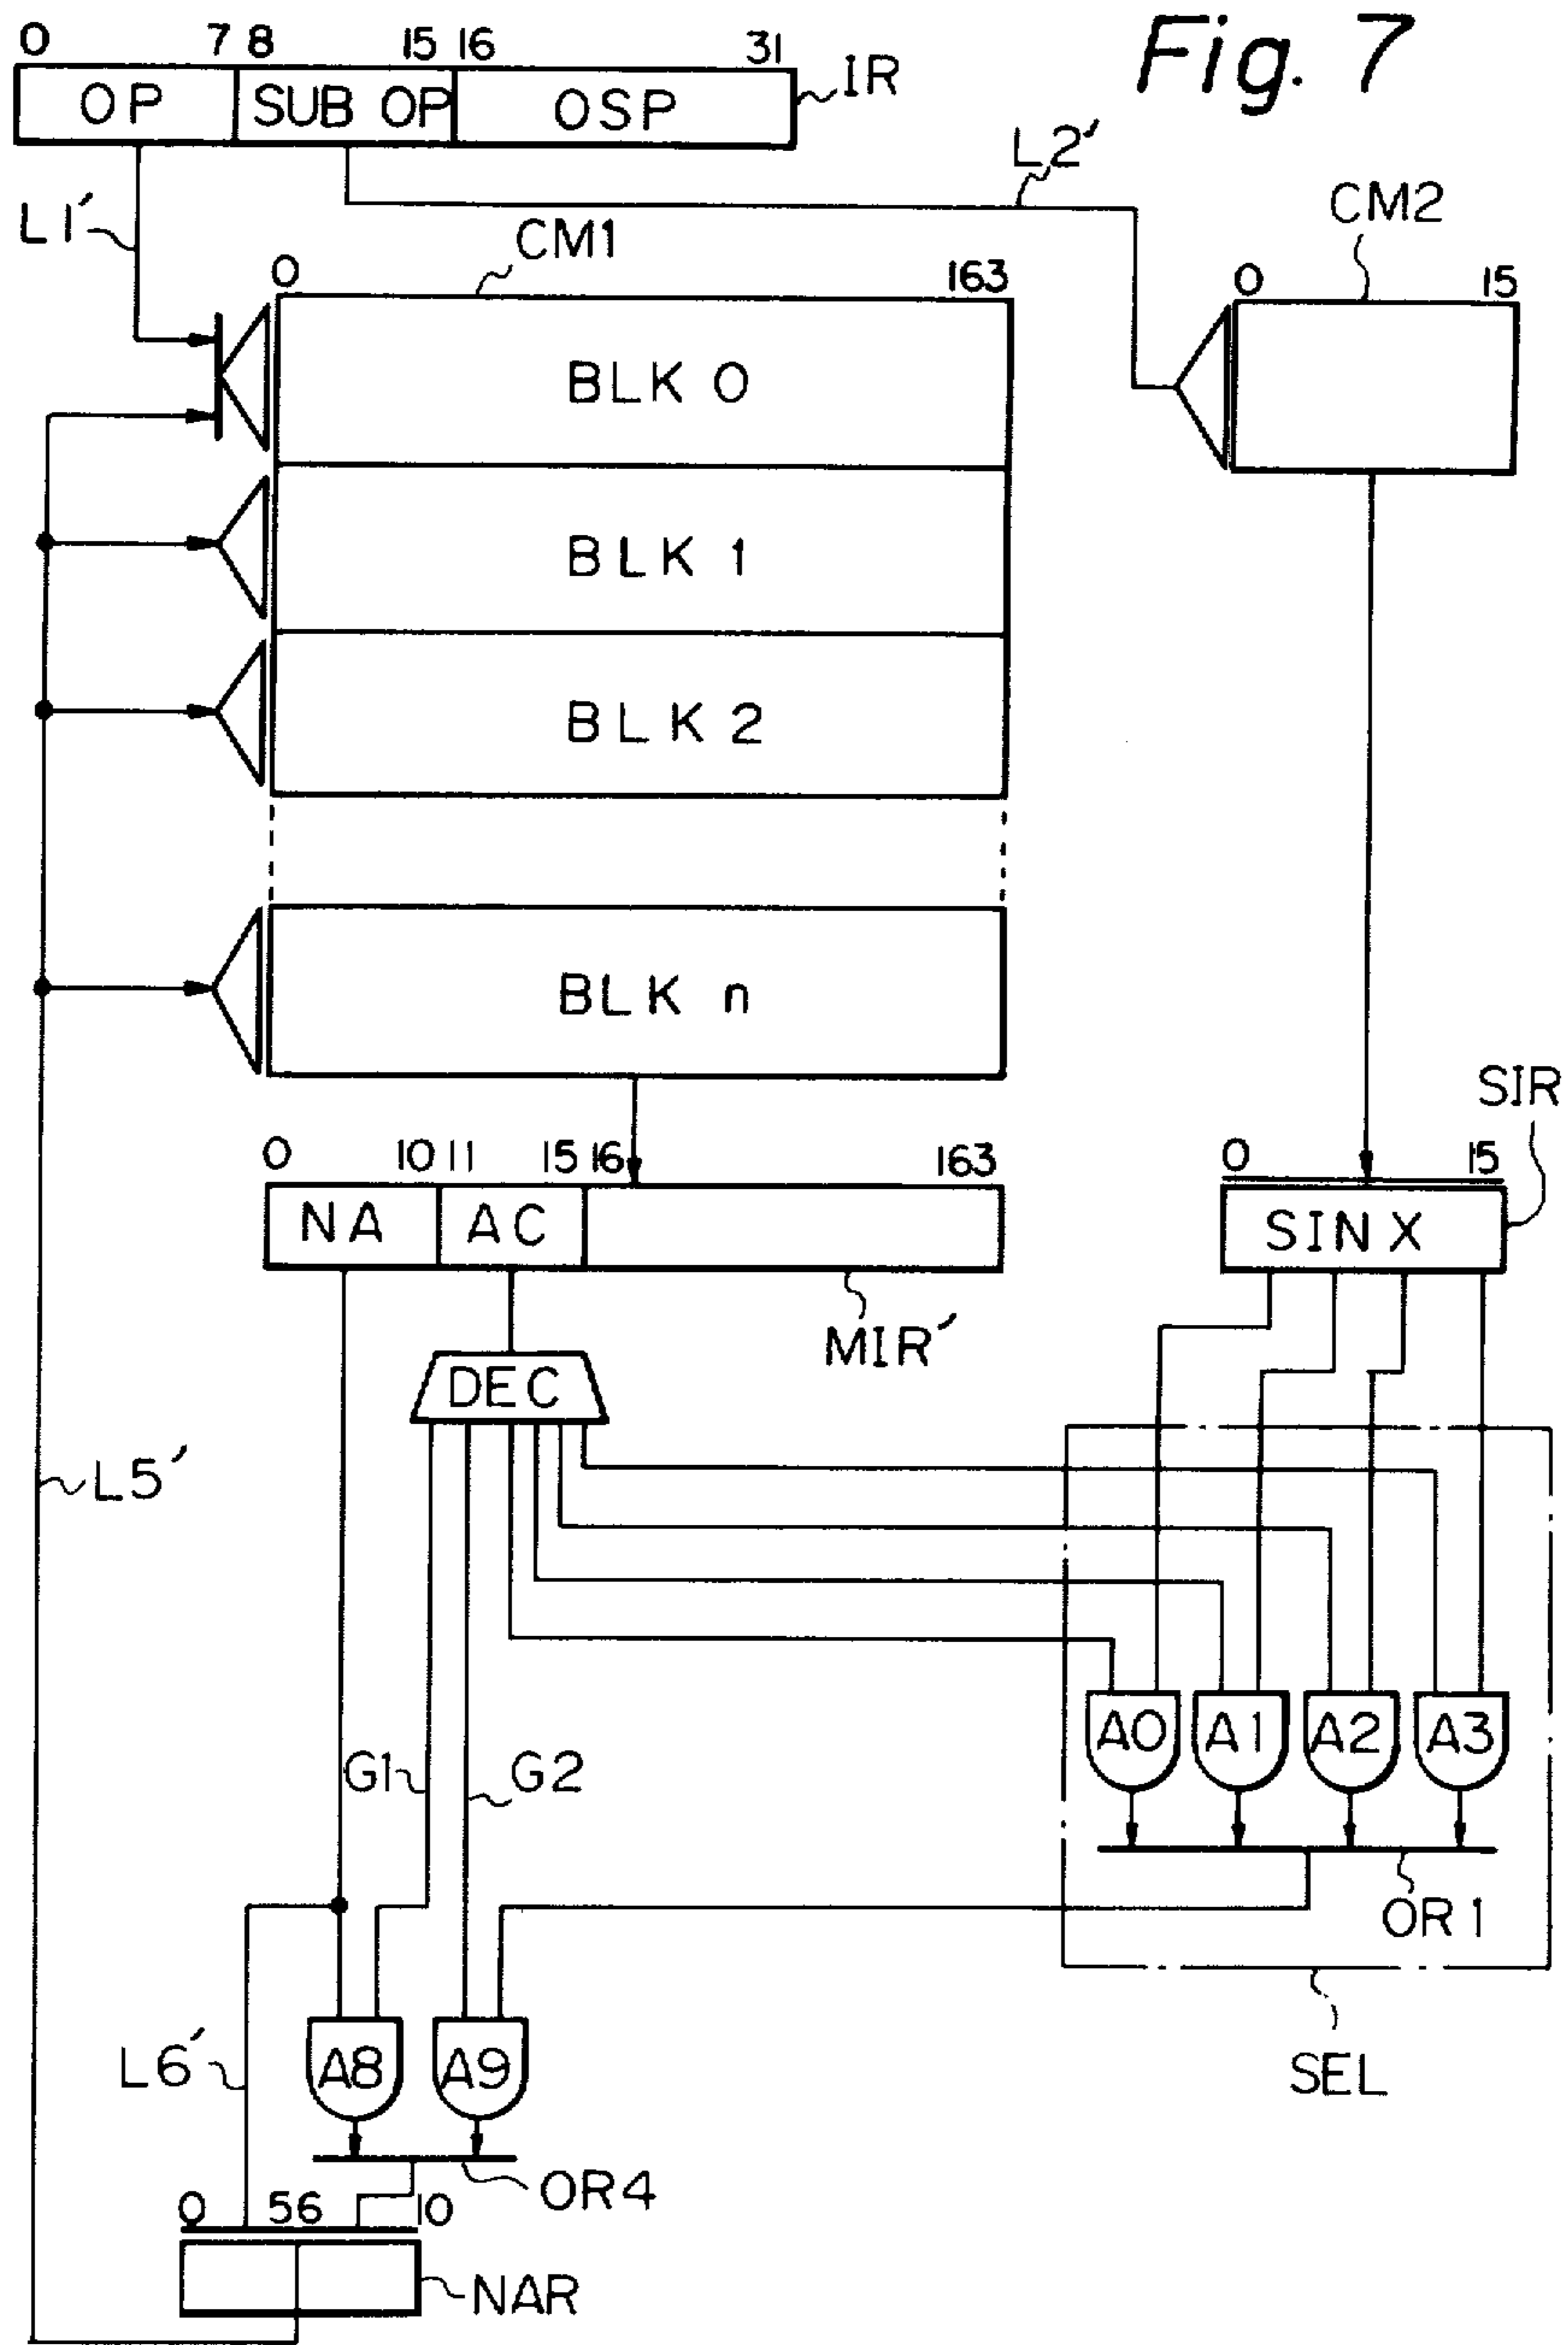 Fig. 7
0 7 8 15 16 31
OP SUB OP OSP IR
L1' L2'
CM1 CM2
0 163 0 15
BLK 0
BLK 1
BLK 2
BLK n
SIR
0 10 11 15 16 163 0 15
NA AC SINX
MIR'
DEC
L5'
A0 A1 A2 A3
G1 G2
OR1
L6' A8 A9
SEL
OR4
0 56 10
NAR